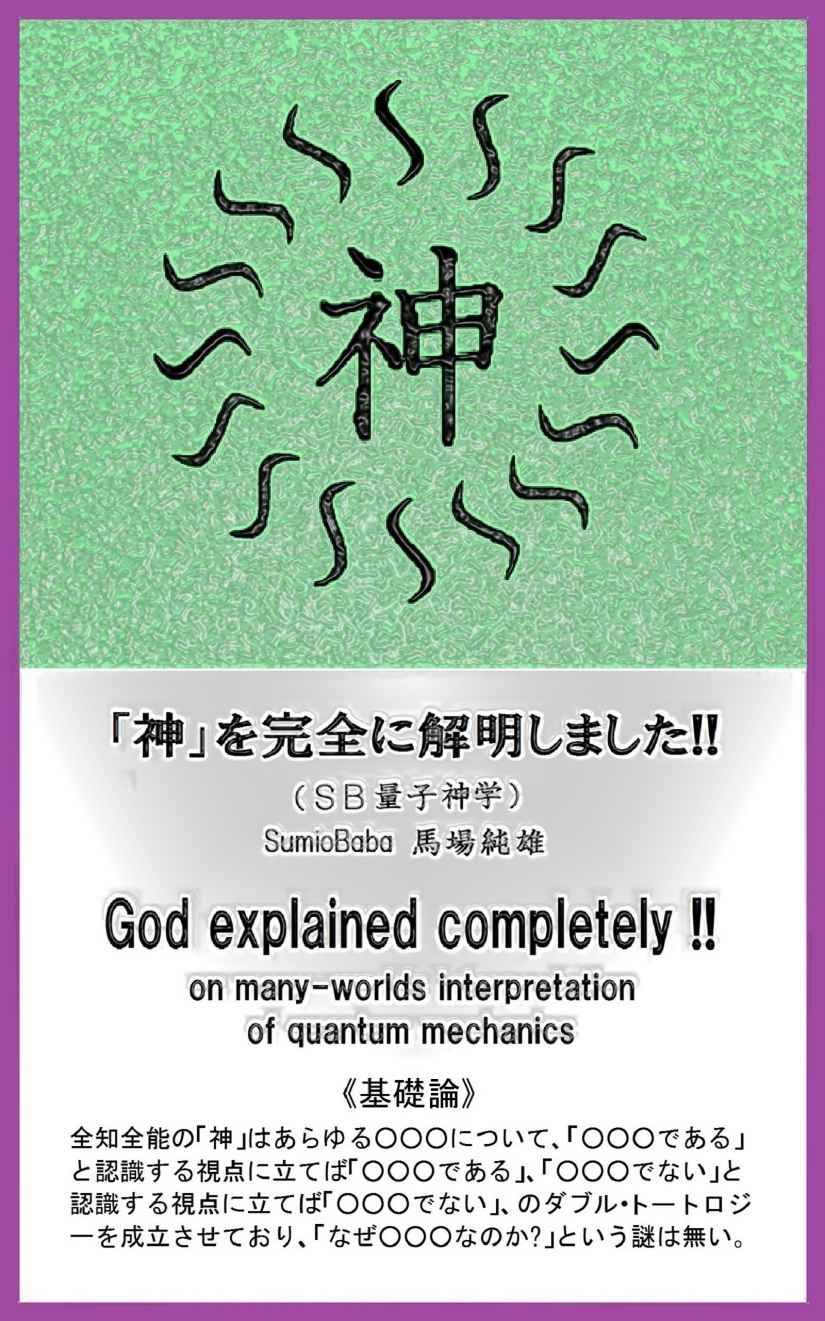 神
「神」を完全に解明しました!!
(SB量子神学)
SumioBaba 馬場純雄
God explained completely !!
on many-worlds interpretation
of quantum mechanics
《基礎論》
全知全能の「神」はあらゆる〇〇〇について、「〇〇〇である」
と認識する視点に立てば「〇〇〇である」、「〇〇〇でない」と
認識する視点に立てば「〇〇〇でない」、のダブル・トートロジ
ーを成立させており、「なぜ〇〇〇なのか?」という謎は無い。